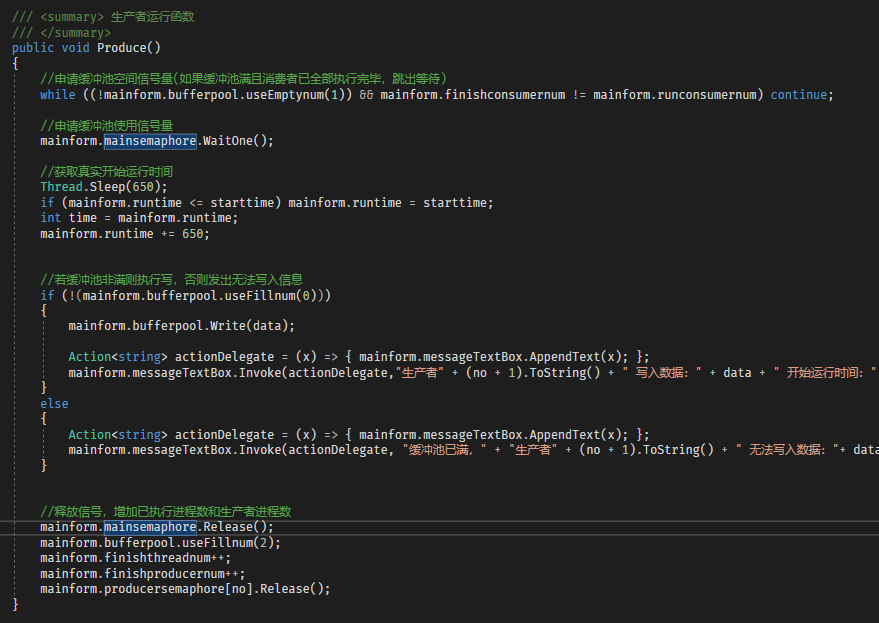 /// <summary> 生产者运行函数
/// </summary>
public void Produce()
{
//申请缓冲池空间信号量(如果缓冲池满且消费者已全部执行完毕，跳出等待)
while ((!mainform.bufferpool.useEmptynum(1)) && mainform.finishconsumernum != mainform.runconsumernum) continue;
//申请缓冲池使用信号量
mainform.mainsemaphore.WaitOne();
//获取真实开始运行时间
Thread.Sleep(650);
if (mainform.runtime <= starttime) mainform.runtime = starttime;
int time = mainform.runtime;
mainform.runtime += 650;
//若缓冲池非满则执行写，否则发出无法写入信息
if (!(mainform.bufferpool.useFillnum(0)))
{
mainform.bufferpool.Write(data);
Action<string> actionDelegate = (x) => { mainform.messageTextBox.AppendText(x); };
mainform.messageTextBox.Invoke(actionDelegate,"生产者" + (no + 1).ToString() + " 写入数据：" + data + " 开始运行时间："
}
else
{
Action<string> actionDelegate = (x) => { mainform.messageTextBox.AppendText(x); };
mainform.messageTextBox.Invoke(actionDelegate, "缓冲池已满，" + "生产者" + (no + 1).ToString() + " 无法写入数据："+ data
}
//释放信号，增加已执行进程数和生产者进程数
mainform.mainsemaphore.Release();
mainform.bufferpool.useFillnum(2);
mainform.finishthreadnum++;
mainform.finishproducernum++;
mainform.producersemaphore[no].Release();
}